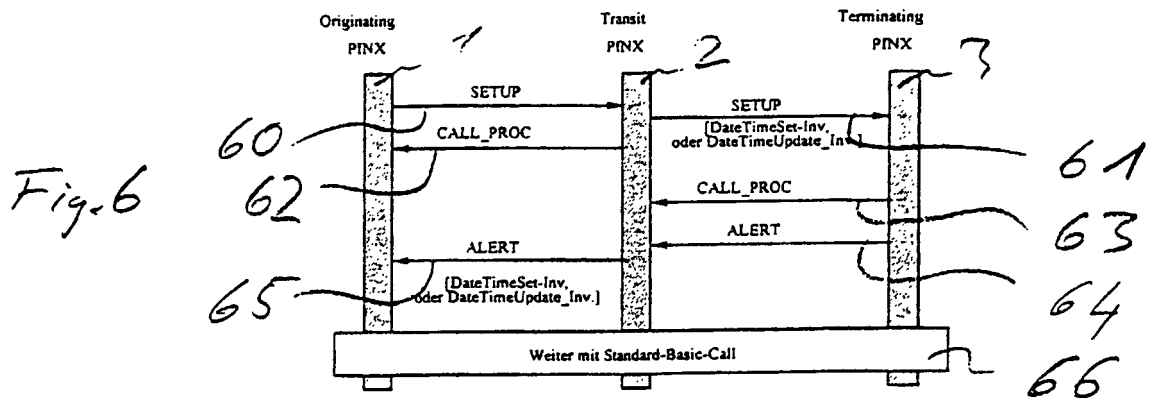 Originating
PINX
1
Transit
PINX
2
Terminating
PINX
3
SETUP
60
SETUP
[DateTimeSet-Inv,
oder DateTimeUpdate_Inv.]
61
CALL_PROC
62
Fig.6
CALL_PROC
63
ALERT
64
ALERT
65
[DateTimeSet-Inv,
oder DateTimeUpdate_Inv.]
Weiter mit Standard-Basic-Call
66